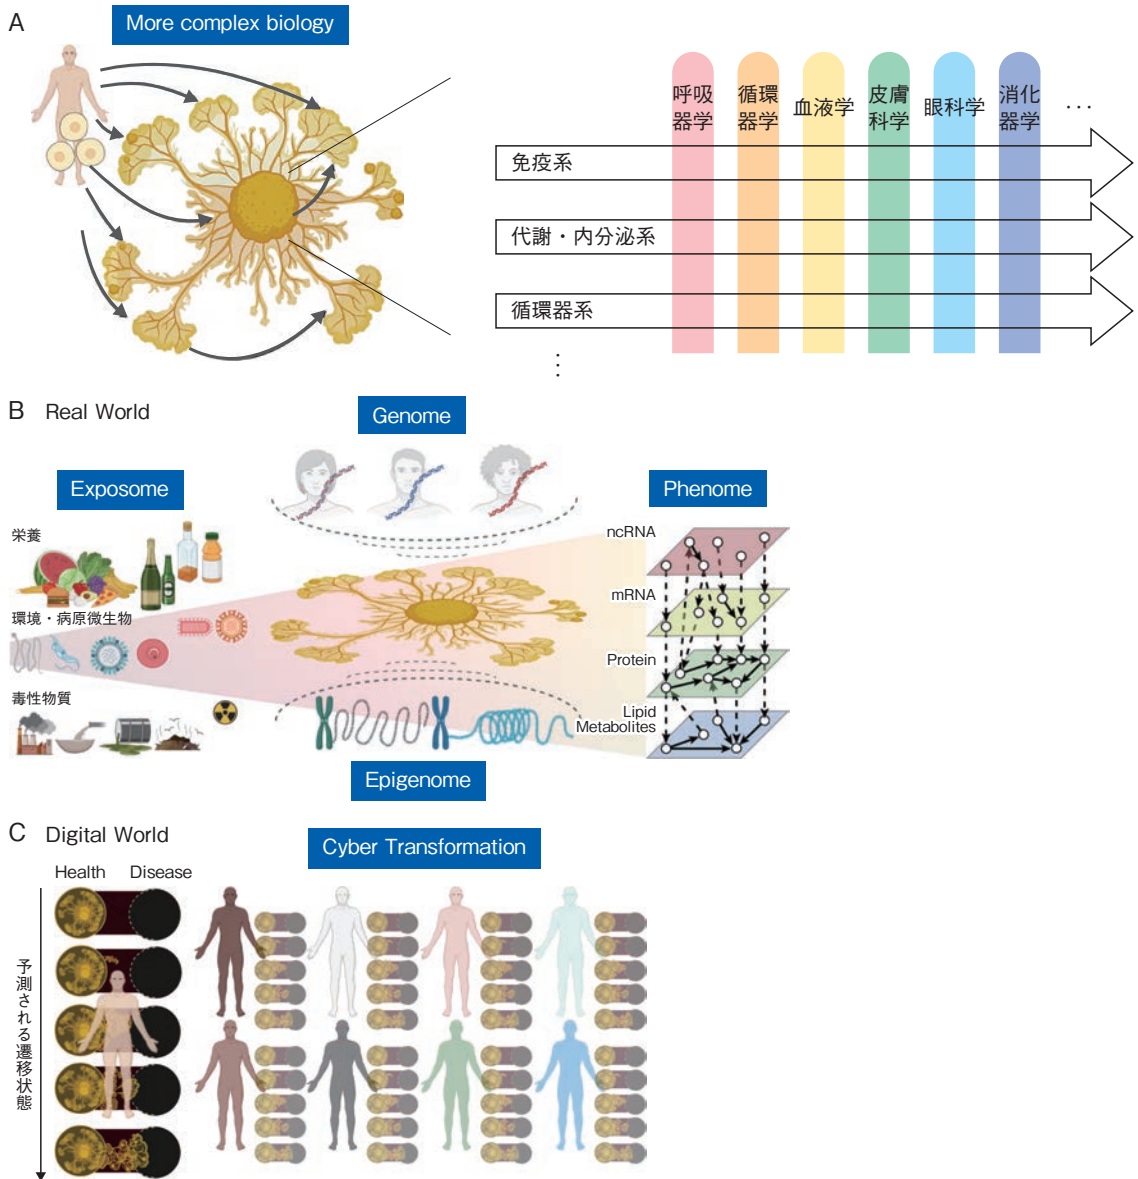 A
More complex biology
呼吸
器学
循環
器学
血液学
皮膚
科学
眼科学
消化
器学
…
免疫系
代謝・内分泌系
循環器系
⋮
B Real World
Genome
Exposome
Phenome
栄養
環境・病原微生物
毒性物質
ncRNA
mRNA
Protein
Lipid
Metabolites
Epigenome
C Digital World
Cyber Transformation
Health Disease
予測される遷移状態